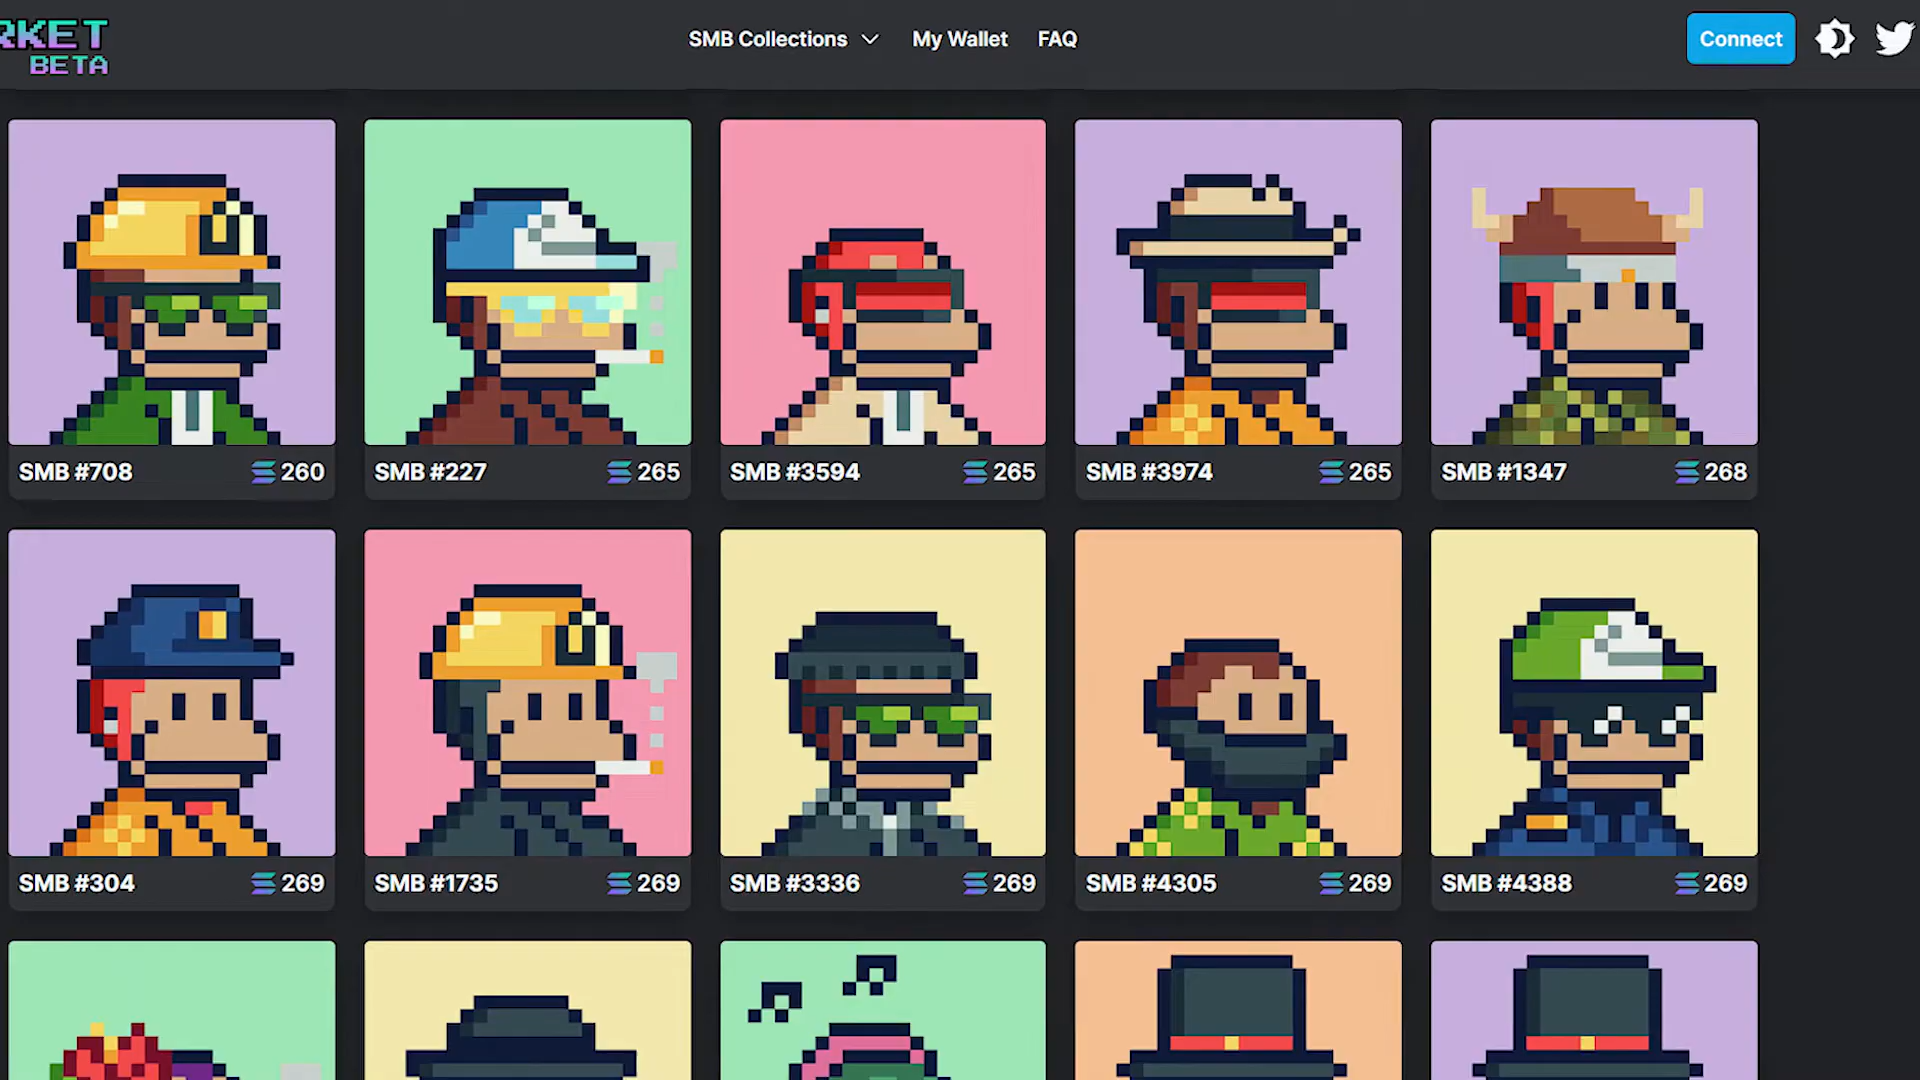 RKET
BETA
SMB Collections My Wallet FAQ
Connect
SMB #708 260
SMB #227 265
SMB #3594 265
SMB #3974 265
SMB #1347 268
SMB #304 269
SMB #1735 269
SMB #3336 269
SMB #4305 269
SMB #4388 269